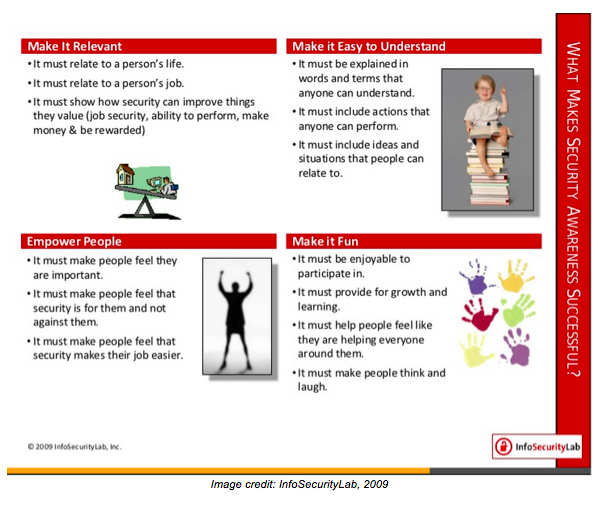 Make It Relevant
•It must relate to a person's life.
•It must relate to a person's job.
•It must show how security can improve things
they value (job security, ability to perform, make
money & be rewarded)
Make it Easy to Understand
•It must be explained in
words and terms that
anyone can understand.
•It must include actions that
anyone can perform.
•It must include ideas and
situations that people can
relate to.
Empower People
•It must make people feel they
are important.
•It must make people feel that
security is for them and not
against them.
•It must make people feel that
security makes their job easier.
Make it Fun
•It must be enjoyable to
participate in.
•It must provide for growth and
learning.
•It must help people feel like
they are helping everyone
around them.
•It must make people think and
laugh.
WHAT MAKES SECURITY AWARENESS SUCCESSFUL?
© 2009 InfoSecurityLab, Inc.
InfoSecurityLab
Image credit: InfoSecurityLab, 2009